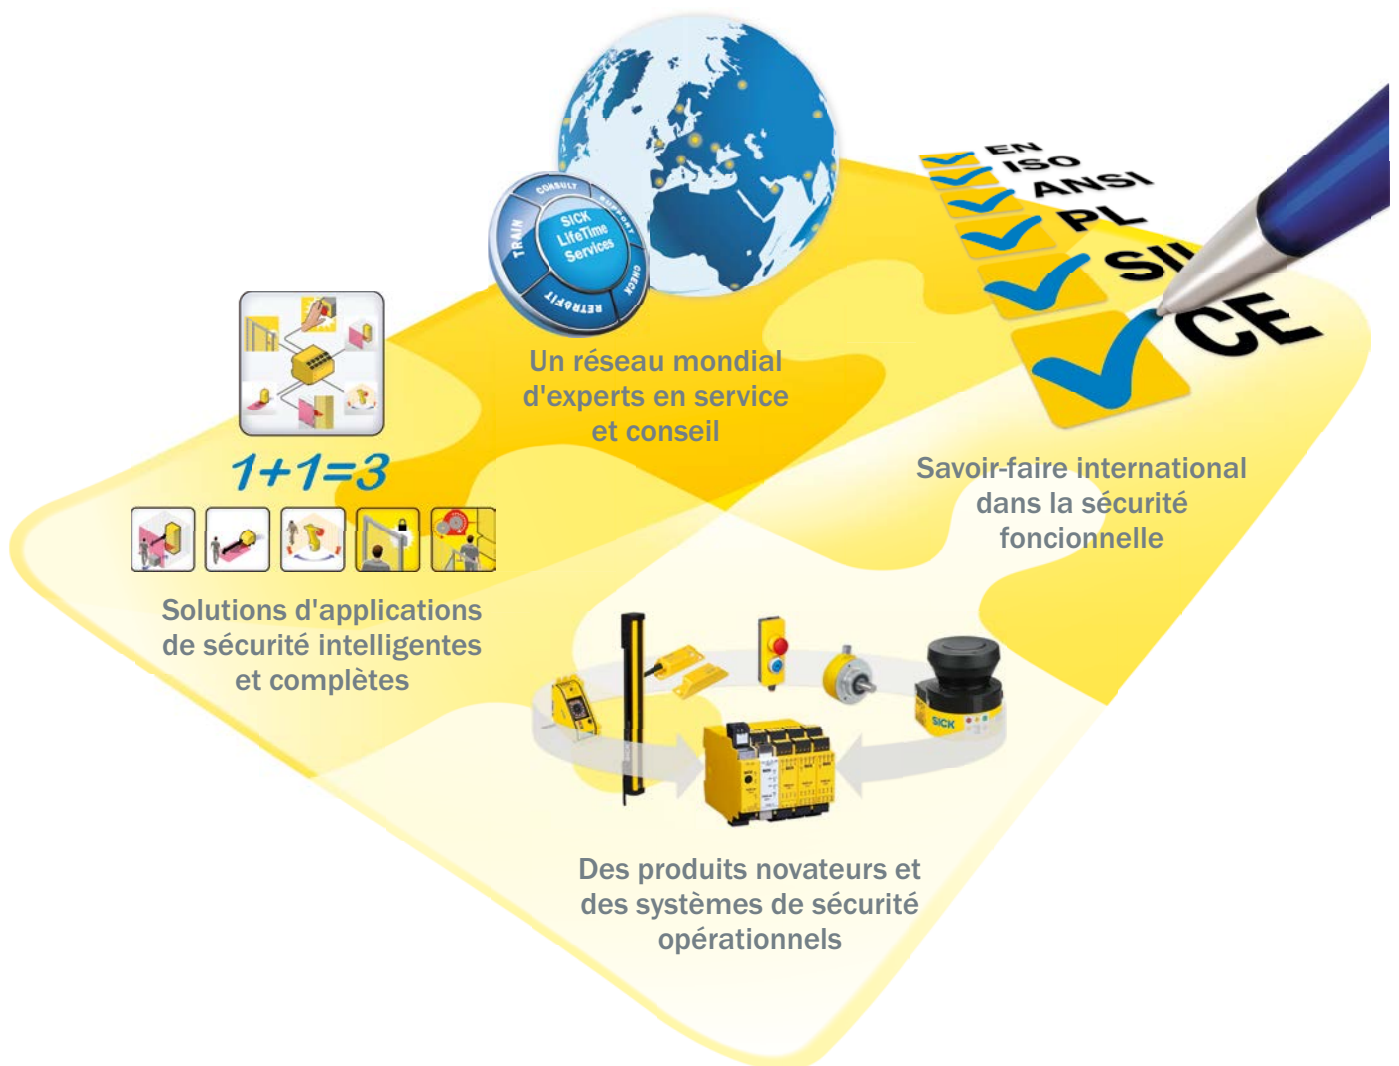 EN
ISO
ANSI
PL
CE
CONSULT
SUPPORT
TRAIN
CHECK
RETROFIT
SICK
LifeTime
Services
Un réseau mondial
d'experts en service
et conseil
1+1=3
Savoir-faire international
dans la sécurité
foncionnelle
Solutions d'applications
de sécurité intelligentes
et complètes
SICK
Des produits novateurs et
des systèmes de sécurité
opérationnels